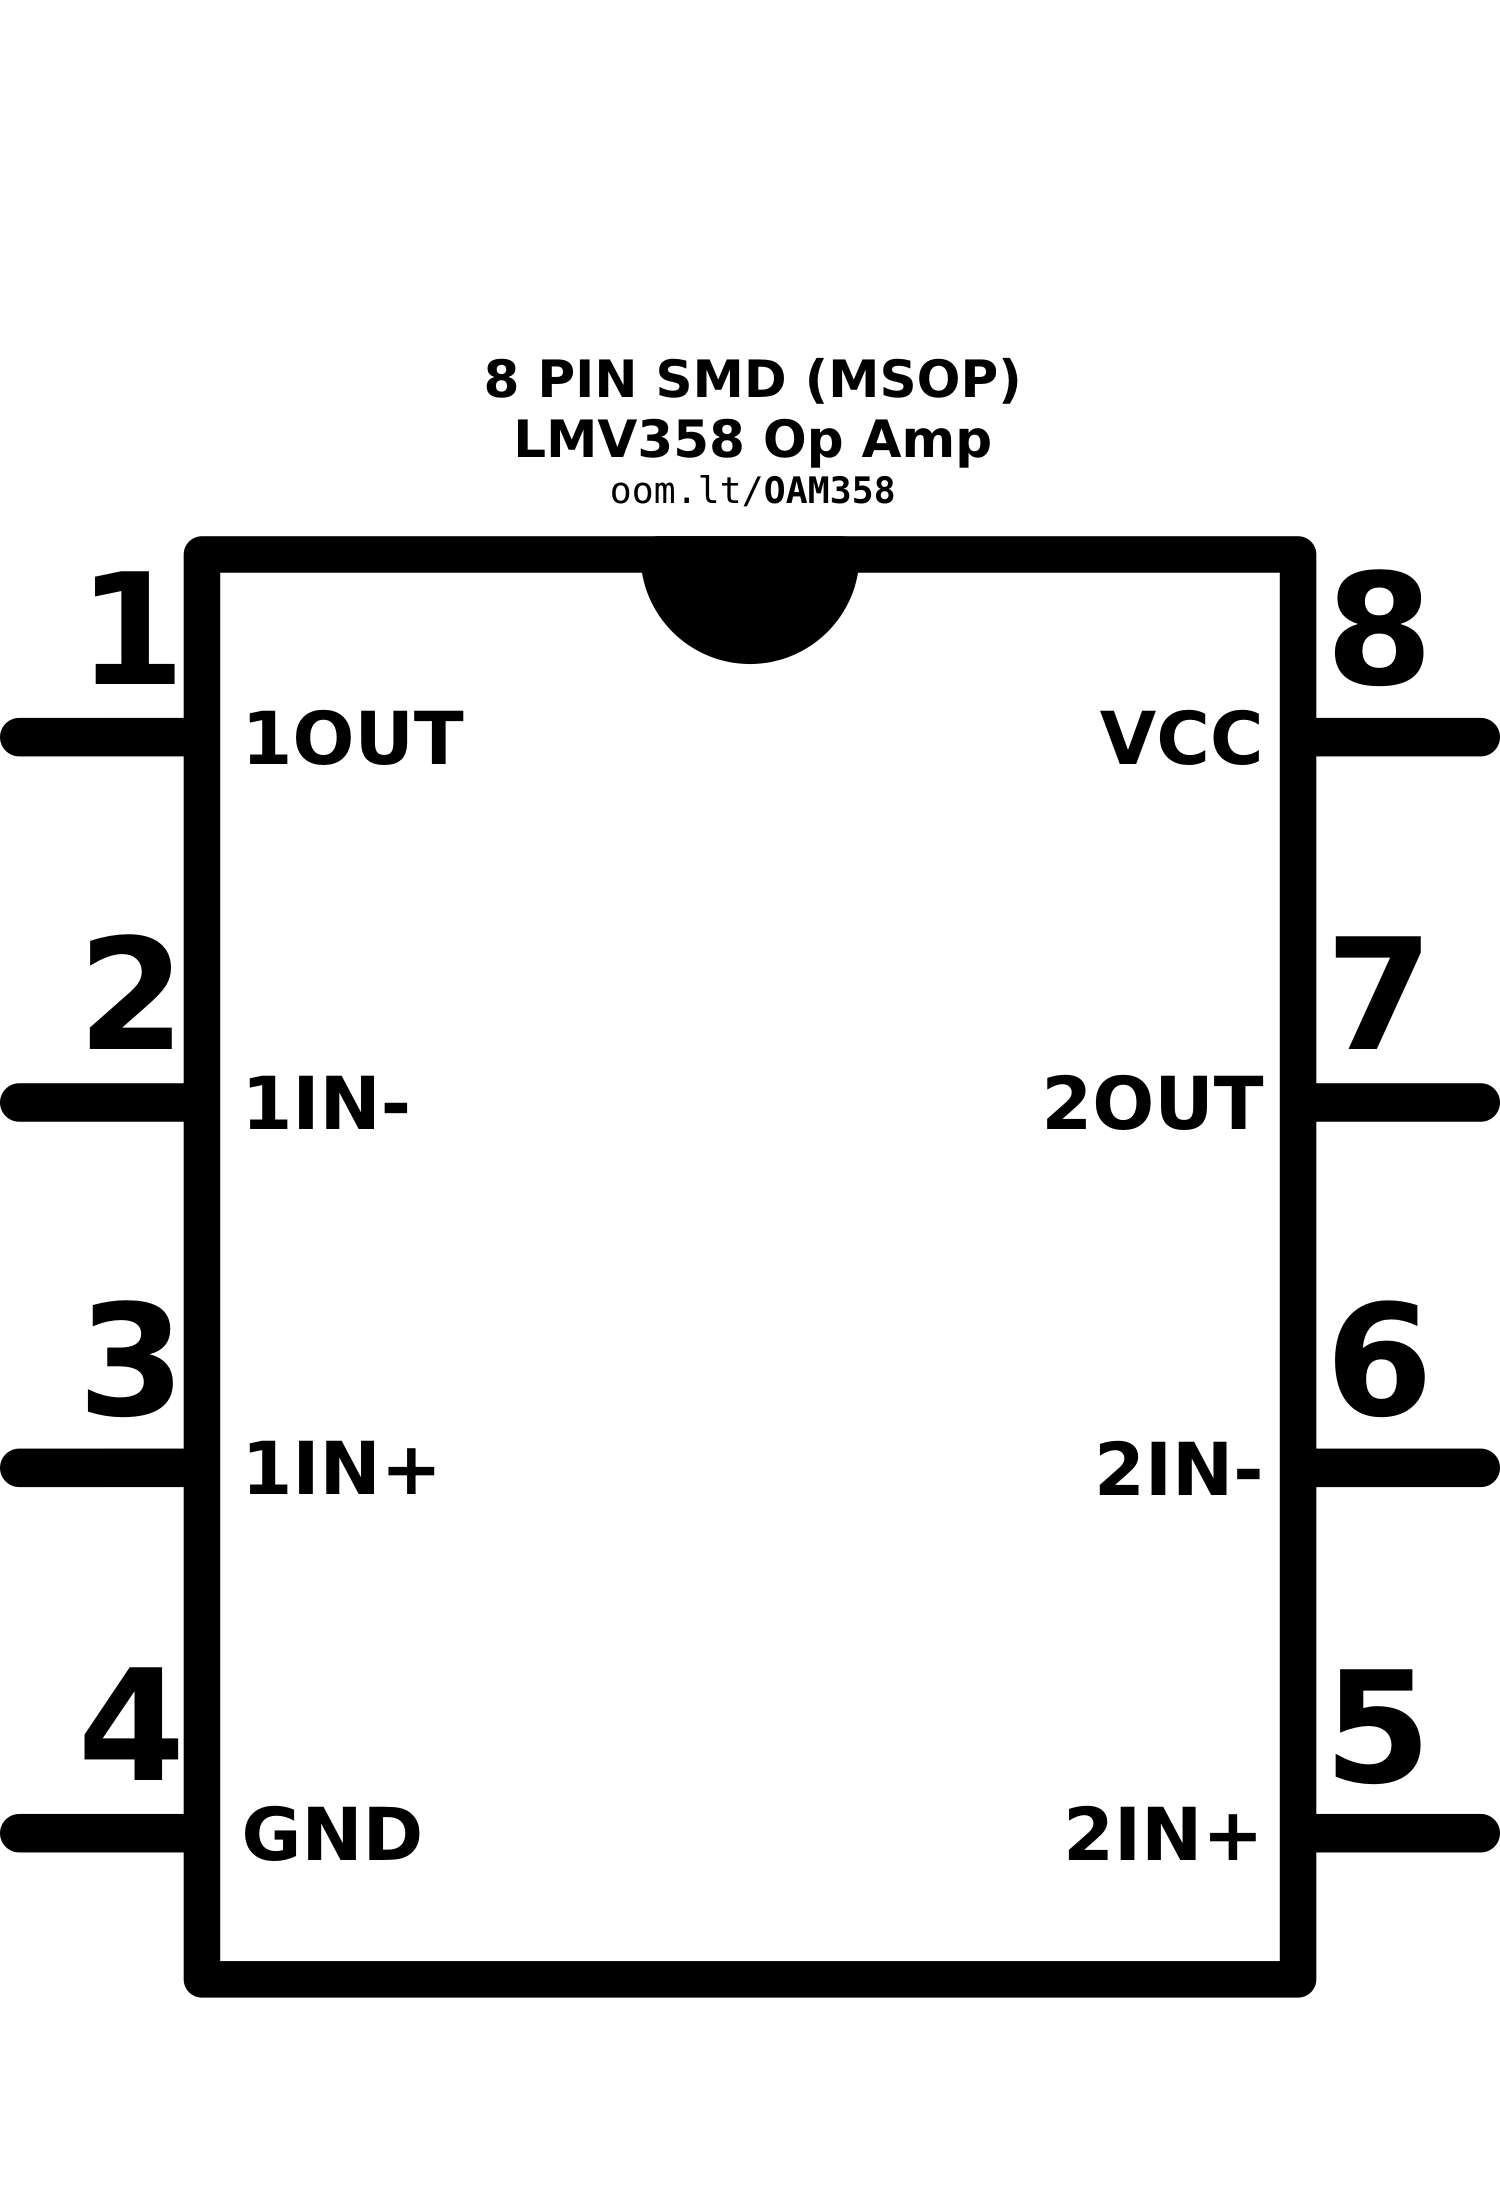 8 PIN SMD (MSOP)
LMV358 Op Amp
oom.lt/OAM358
1 8
1OUT VCC
2 7
1IN- 2OUT
3 6
1IN+ 2IN-
4 5
GND 2IN+